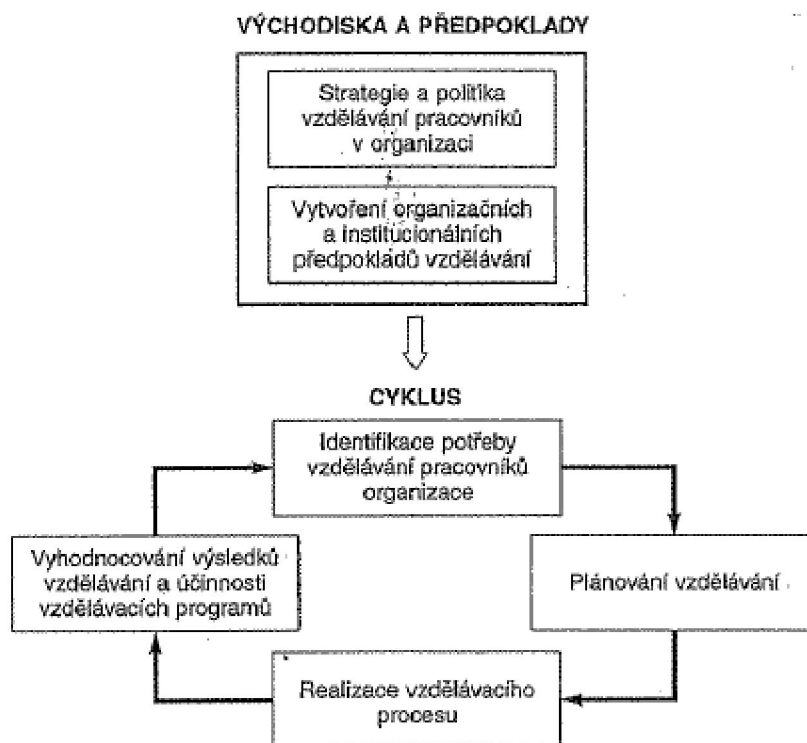 VÝCHODISKA A PŘEDPOKLADY
Strategie a politika
vzdělávání pracovníků
v organizaci
Vytvoření organizačních
a institucionálních
předpokladů vzdělávání
CYKLUS
Identifikace potřeby
vzdělávání pracovníků
organizace
Vyhodnocování výsledků
vzdělávání a účinnosti
vzdělávacích programů
Plánování vzdělávání
Realizace vzdělávacího
procesu